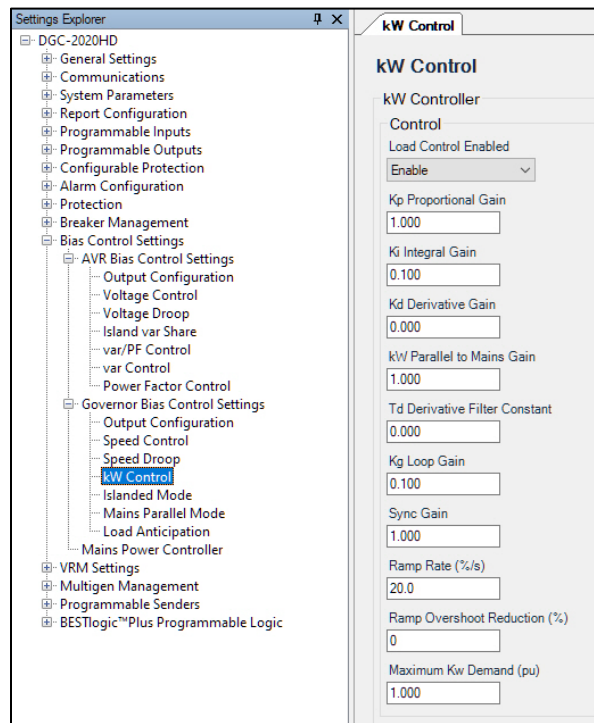 Settings Explorer
DGC-2020HD
General Settings
Communications
System Parameters
Report Configuration
Programmable Inputs
Programmable Outputs
Configurable Protection
Alarm Configuration
Protection
Breaker Management
Bias Control Settings
AVR Bias Control Settings
Output Configuration
Voltage Control
Voltage Droop
Island var Share
var/PF Control
var Control
Power Factor Control
Governor Bias Control Settings
Output Configuration
Speed Control
Speed Droop
kW Control
Islanded Mode
Mains Parallel Mode
Load Anticipation
Mains Power Controller
VRM Settings
Multigen Management
Programmable Senders
BESTlogic™Plus Programmable Logic
kW Control
kW Control
kW Controller
Control
Load Control Enabled
Enable
Kp Proportional Gain
1.000
Ki Integral Gain
0.100
Kd Derivative Gain
0.000
kW Parallel to Mains Gain
1.000
Td Derivative Filter Constant
0.000
Kg Loop Gain
0.100
Sync Gain
1.000
Ramp Rate (%/s)
20.0
Ramp Overshoot Reduction (%)
0
Maximum Kw Demand (pu)
1.000